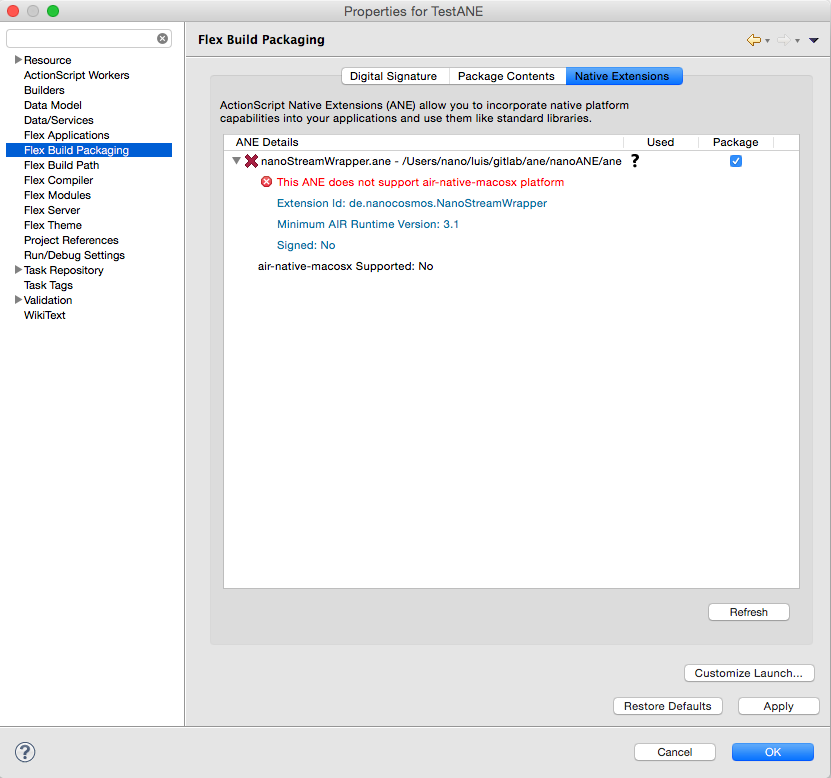 Properties for TestANE
Resource
ActionScript Workers
Builders
Data Model
Data/Services
Flex Applications
Flex Build Packaging
Flex Build Path
Flex Compiler
Flex Modules
Flex Server
Flex Theme
Project References
Run/Debug Settings
Task Repository
Task Tags
Validation
WikiText
Flex Build Packaging
Digital Signature Package Contents Native Extensions
ActionScript Native Extensions (ANE) allow you to incorporate native platform
capabilities into your applications and use them like standard libraries.
ANE Details Used Package
nanoStreamWrapper.ane - /Users/nano/luis/gitlab/ane/nanoANE/ane ?
This ANE does not support air-native-macosx platform
Extension Id: de.nanocosmos.NanoStreamWrapper
Minimum AIR Runtime Version: 3.1
Signed: No
air-native-macosx Supported: No
Refresh
Customize Launch...
Restore Defaults Apply
? Cancel OK